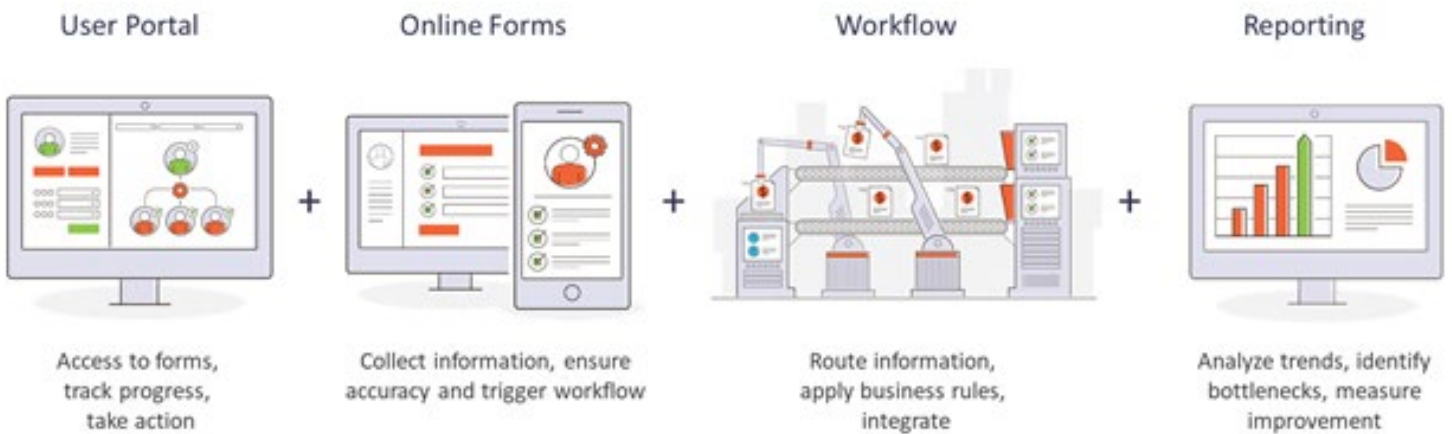 User Portal
Online Forms
Workflow
Reporting
+
+
+
Access to forms,
track progress,
take action
Collect information, ensure
accuracy and trigger workflow
Route information,
apply business rules,
integrate
Analyze trends, identify
bottlenecks, measure
improvement